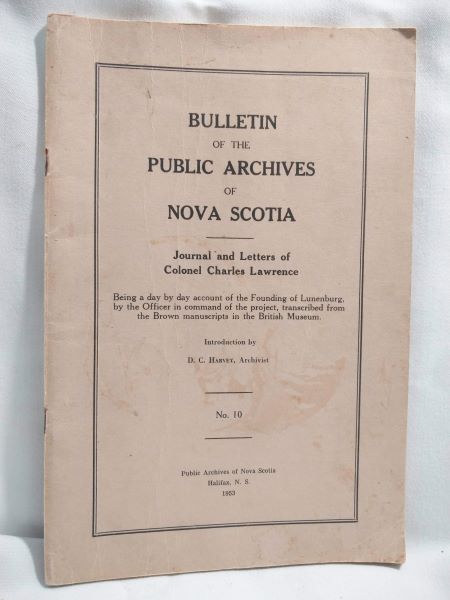 BULLETIN
OF THE
PUBLIC ARCHIVES
OF
NOVA SCOTIA
Journal and Letters of
Colonel Charles Lawrence
Being a day by day account of the Founding of Lunenburg,
by the Officer in command of the project, transcribed from
the Brown manuscripts in the British Museum.
Introduction by
D. C. HARVEY, Archivist
No. 10
Public Archives of Nova Scotia
Halifax, N. S.
1953